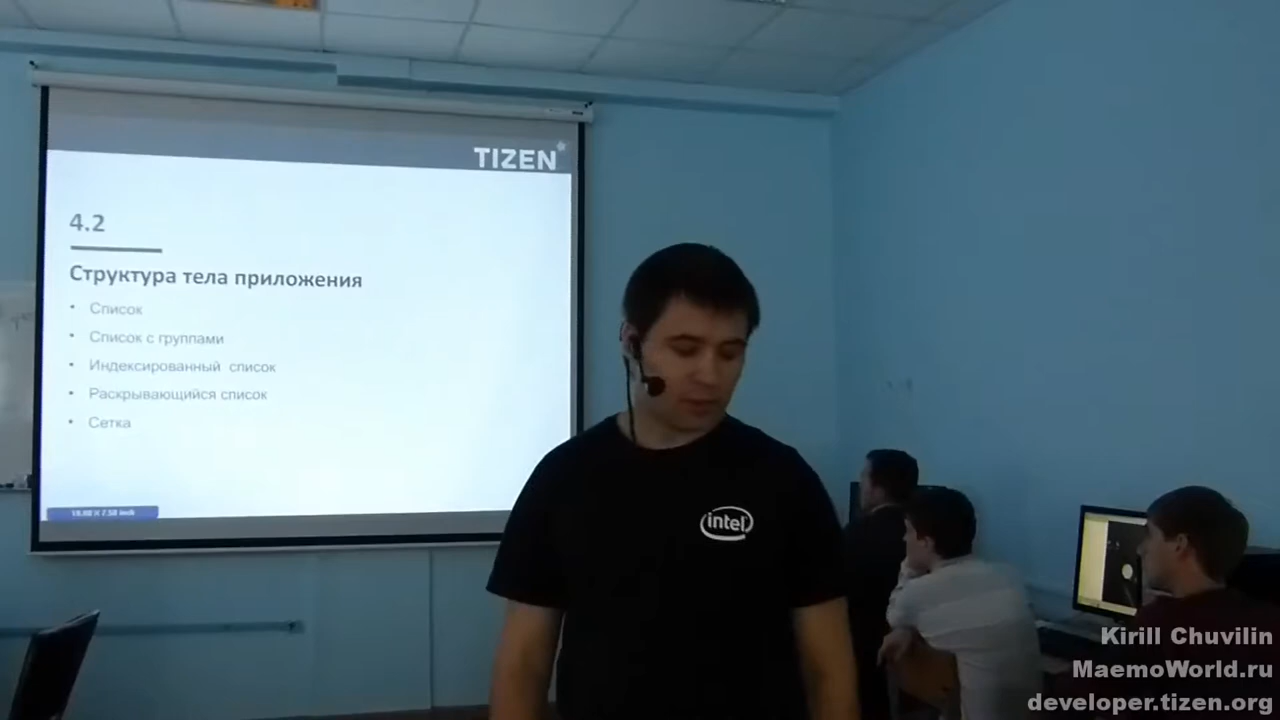 TIZEN
4.2
Структура тела приложения
• Список
• Список с группами
• Индексированный список
• Раскрывающийся список
• Сетка
intel
Kirill Chuvilin
MaemoWorld.ru
developer.tizen.org